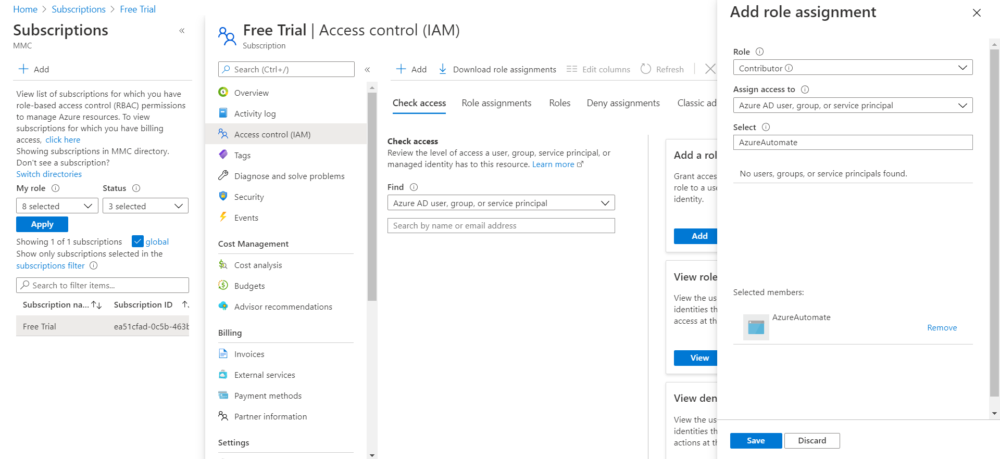 Home > Subscriptions > Free Trial
Subscriptions
MMC
Add
View list of subscriptions for which you have
role-based access control (RBAC) permissions
to manage Azure resources. To view
subscriptions for which you have billing
access, click here
Showing subscriptions in MMC directory.
Don't see a subscription?
Switch directories
My role
Status
8 selected
3 selected
Apply
Showing 1 of 1 subscriptions
global
Show only subscriptions selected in the
subscriptions filter
Search to filter items...
Subscription na...
Subscription ID
Free Trial
ea51cfad-0c5b-463b
Free Trial | Access control (IAM)
Subscription
Search (Ctrl+/)
Overview
Activity log
Access control (IAM)
Tags
Diagnose and solve problems
Security
Events
Cost Management
Cost analysis
Budgets
Advisor recommendations
Billing
Invoices
External services
Payment methods
Partner information
Settings
Add
Download role assignments
Edit columns
Refresh
Check access
Role assignments
Roles
Deny assignments
Classic ad
Check access
Review the level of access a user, group, service principal, or
managed identity has to this resource. Learn more
Find
Azure AD user, group, or service principal
Search by name or email address
Add a rol
Grant acces
role to a use
identity.
Add
View role
View the us
identities th
access at th
View
View den
View the us
identities th
actions at th
Add role assignment
Role
Contributor
Assign access to
Azure AD user, group, or service principal
Select
AzureAutomate
No users, groups, or service principals found.
Selected members:
AzureAutomate
Remove
Save
Discard